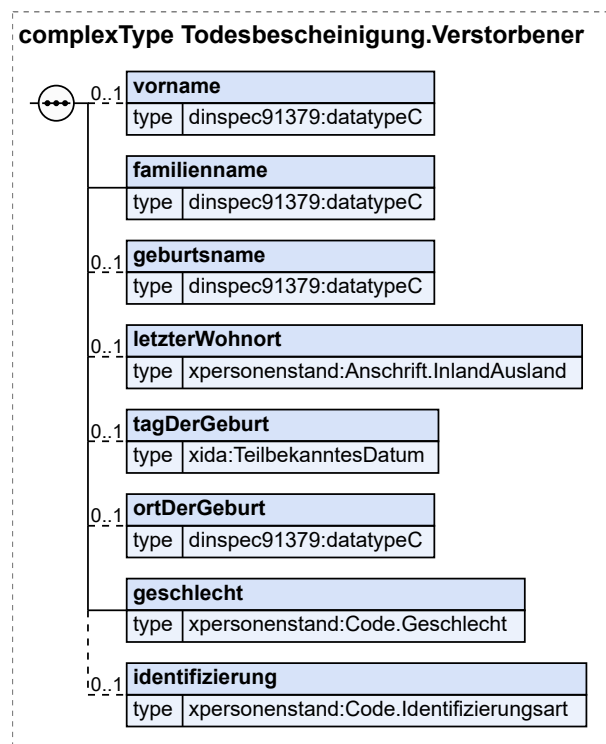 complexType Todesbescheinigung.Verstorbener
0..1 vorname
type dinspec91379:datatypeC
familienname
type dinspec91379:datatypeC
0..1 geburtsname
type dinspec91379:datatypeC
0..1 letzterWohnort
type xpersonenstand:Anschrift.InlandAusland
0..1 tagDerGeburt
type xida:TeilbekanntesDatum
0..1 ortDerGeburt
type dinspec91379:datatypeC
geschlecht
type xpersonenstand:Code.Geschlecht
0..1 identifizierung
type xpersonenstand:Code.Identifizierungsart